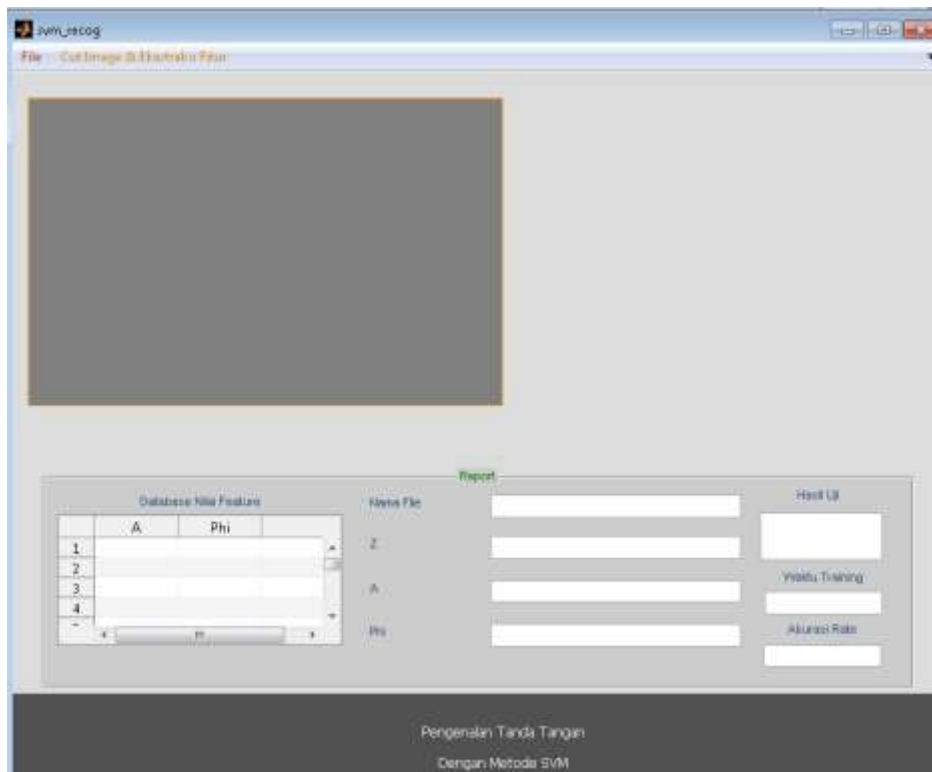 svm_recog
File Cut Image & Ekstraksi Fitur
Report
Database Nilai Feature
A Phi
1
2
3
4
Nama File
Z
A
Phi
Hasil Uji
Waktu Training
Akurasi Rate
Pengenalan Tanda Tangan
Dengan Metode SVM